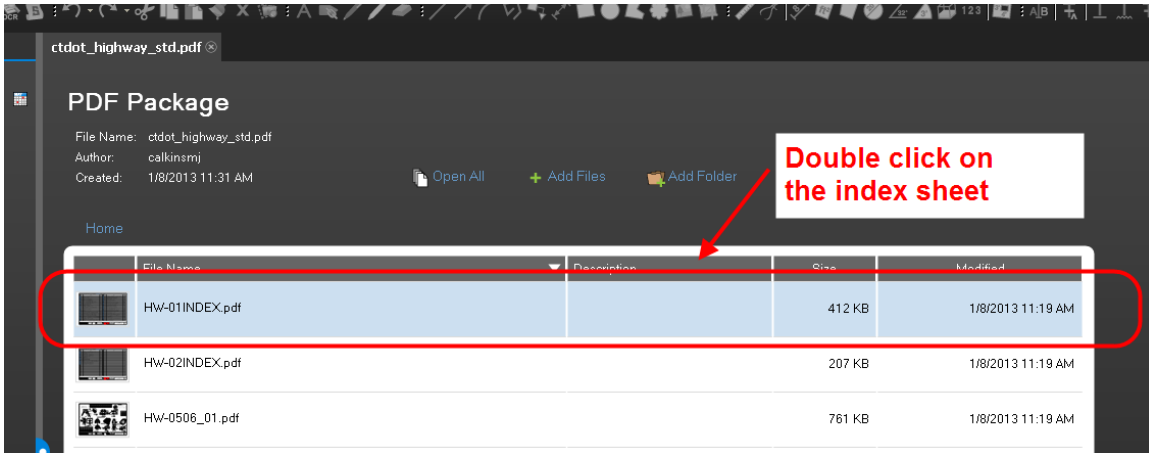 OCR
123
A|B
ctdot_highway_std.pdf
PDF Package
File Name: ctdot_highway_std.pdf
Author: calkinsmj
Created: 1/8/2013 11:31 AM
Open All Add Files Add Folder
Double click on
the index sheet
Home
File Name Description Size Modified
HW-01INDEX.pdf 412 KB 1/8/2013 11:19 AM
HW-02INDEX.pdf 207 KB 1/8/2013 11:19 AM
HW-0506_01.pdf 761 KB 1/8/2013 11:19 AM